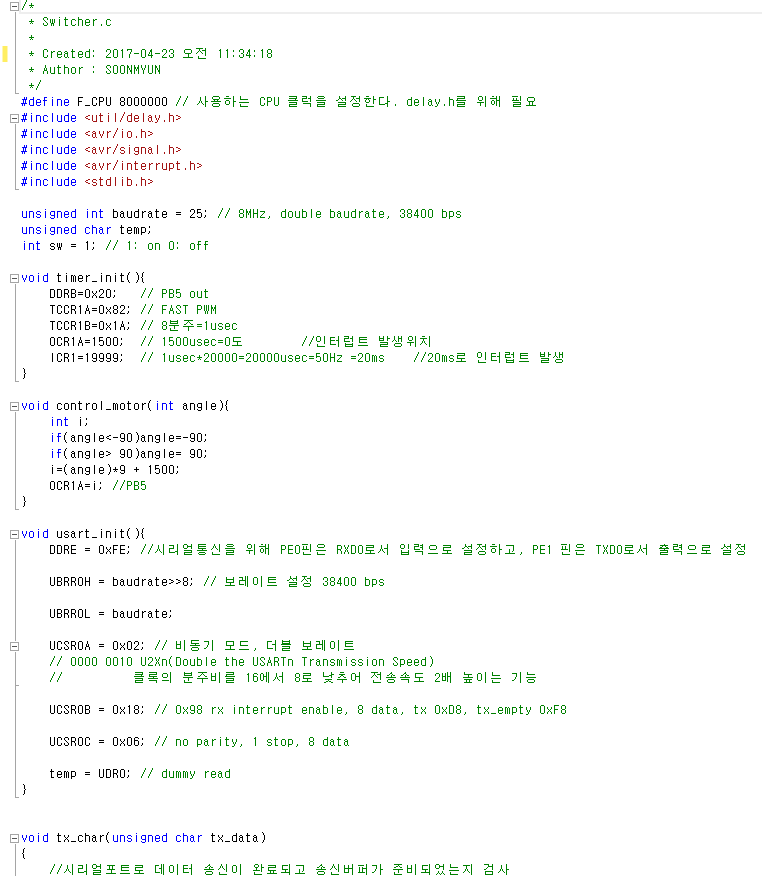 /*
 * Switcher.c
 *
 * Created: 2017-04-23 오전 11:34:18
 * Author : SOONMYUN
 */
#define F_CPU 8000000 // 사용하는 CPU 클럭을 설정한다. delay.h를 위해 필요
#include <util/delay.h>
#include <avr/io.h>
#include <avr/signal.h>
#include <avr/interrupt.h>
#include <stdlib.h>

unsigned int baudrate = 25; // 8MHz, double baudrate, 38400 bps
unsigned char temp;
int sw = 1; // 1: on 0: off

void timer_init(){
    DDRB=0x20;   // PB5 out
    TCCR1A=0x82; // FAST PWM
    TCCR1B=0x1A; // 8분주=1usec
    OCR1A=1500;  // 1500usec=0도        //인터럽트 발생위치
    ICR1=19999;  // 1usec*20000=20000usec=50Hz =20ms    //20ms로 인터럽트 발생
}

void control_motor(int angle){
    int i;
    if(angle<-90)angle=-90;
    if(angle> 90)angle= 90;
    i=(angle)*9 + 1500;
    OCR1A=i; //PB5
}

void usart_init(){
    DDRE = 0xFE; //시리얼통신을 위해 PE0핀은 RXD0로서 입력으로 설정하고, PE1 핀은 TXD0로서 출력으로 설정

    UBRR0H = baudrate>>8; // 보레이트 설정 38400 bps

    UBRR0L = baudrate;

    UCSR0A = 0x02; // 비동기 모드, 더블 보레이트
    // 0000 0010 U2Xn(Double the USARTn Transmission Speed)
    //          클록의 분주비를 16에서 8로 낮추어 전송속도 2배 높이는 기능

    UCSR0B = 0x18; // 0x98 rx interrupt enable, 8 data, tx 0xD8, tx_empty 0xF8

    UCSR0C = 0x06; // no parity, 1 stop, 8 data

    temp = UDR0; // dummy read
}


void tx_char(unsigned char tx_data)
{
    //시리얼포트로 데이터 송신이 완료되고 송신버퍼가 준비되었는지 검사